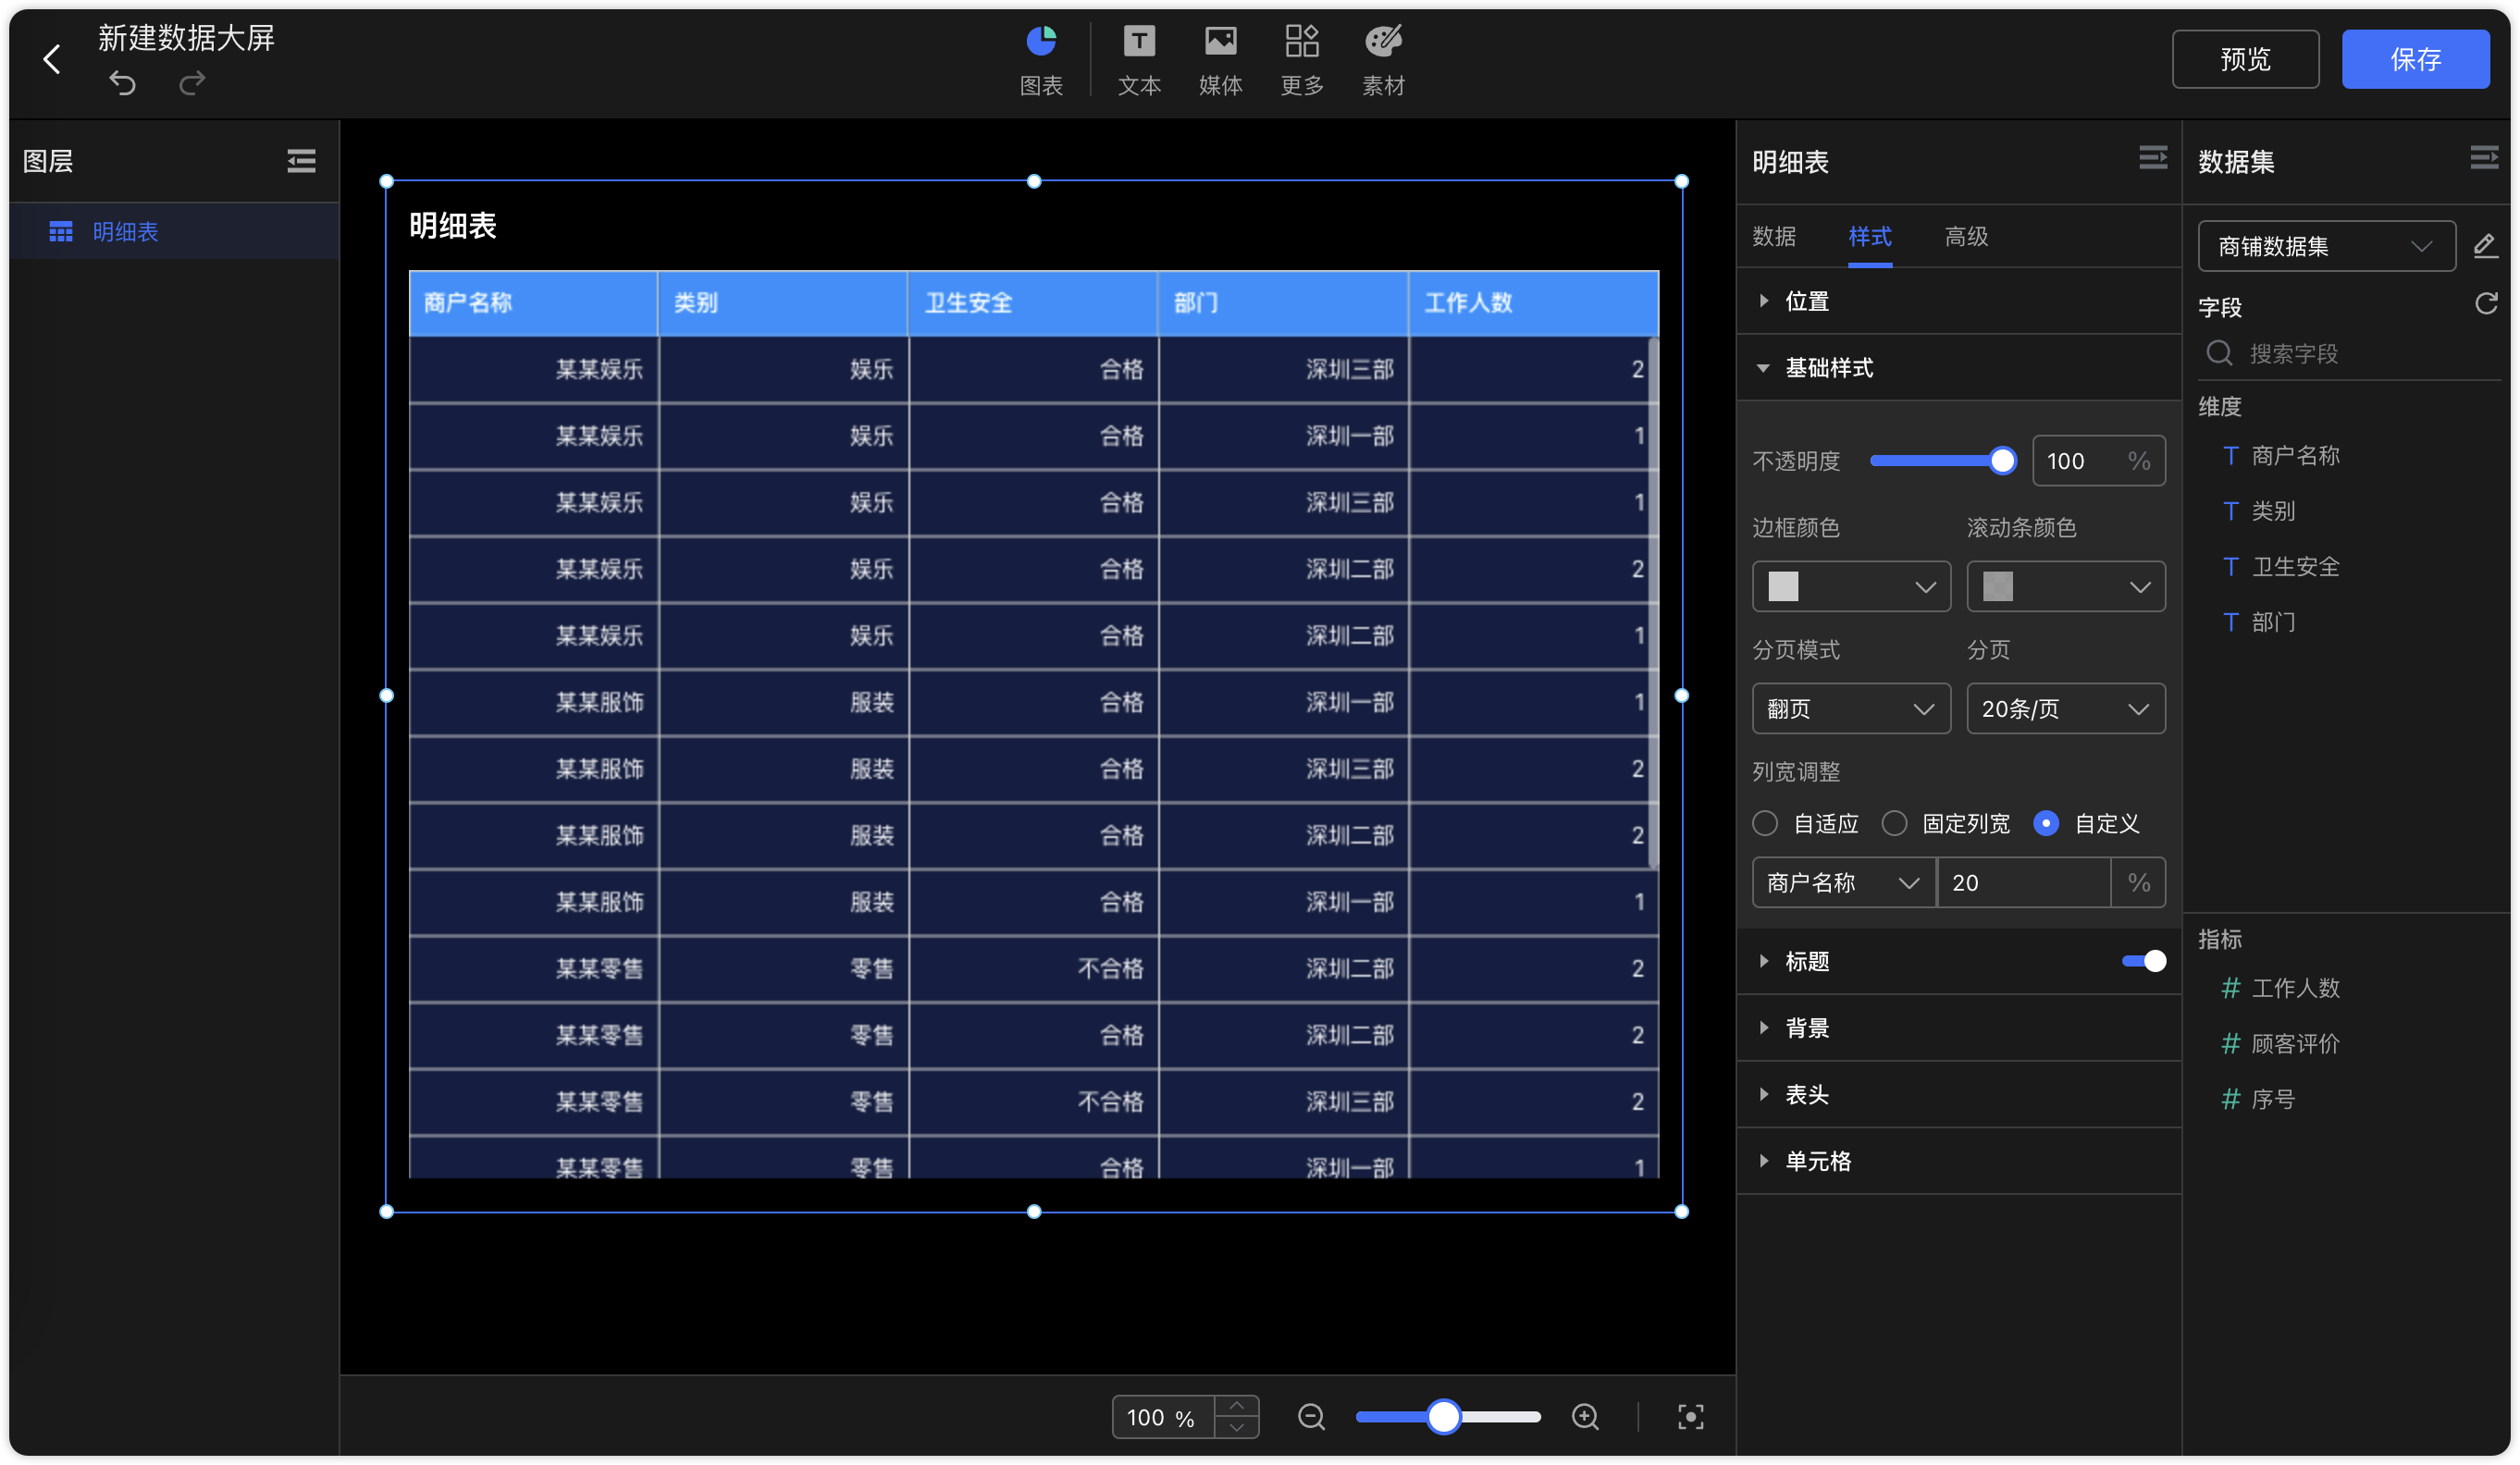 新建数据大屏
图表
文本
媒体
更多
素材
预览
保存
图层
明细表
明细表
商户名称 类别 卫生安全 部门 工作人数
某某娱乐 娱乐 合格 深圳三部 2
某某娱乐 娱乐 合格 深圳一部 1
某某娱乐 娱乐 合格 深圳三部 1
某某娱乐 娱乐 合格 深圳二部 2
某某娱乐 娱乐 合格 深圳二部 1
某某服饰 服装 合格 深圳一部 1
某某服饰 服装 合格 深圳三部 2
某某服饰 服装 合格 深圳二部 2
某某服饰 服装 合格 深圳一部 1
某某零售 零售 不合格 深圳二部 2
某某零售 零售 合格 深圳二部 2
某某零售 零售 不合格 深圳三部 2
某某零售 零售 合格 深圳一部 1
100 %
明细表
数据 样式 高级
位置
基础样式
不透明度 100 %
边框颜色 滚动条颜色
分页模式 分页
翻页 20条/页
列宽调整
自适应 固定列宽 自定义
商户名称 20 %
标题
背景
表头
单元格
数据集
商铺数据集
字段
搜索字段
维度
T 商户名称
T 类别
T 卫生安全
T 部门
指标
# 工作人数
# 顾客评价
# 序号